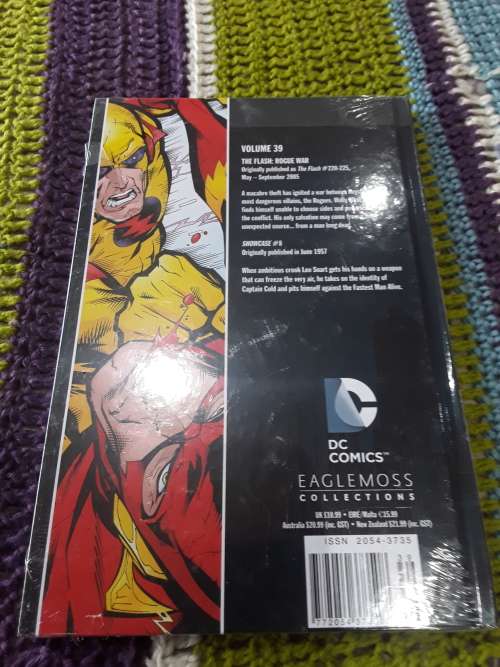 VOLUME 39
THE FLASH: ROGUE WAR
Originally published as The Flash #220-225,
May – September 2005
A macabre theft has ignited a war between
most dangerous villains, the Rogues. Wally
finds himself unable to choose sides and
the conflict. His only salvation may come from
unexpected source... from a man long dead
SHOWCASE #8
Originally published in June 1957
When ambitious crook Len Snart gets his hands on a weapon
that can freeze the very air, he takes on the identity of
Captain Cold and pits himself against the Fastest Man Alive.
DC
DC
COMICS™
EAGLEMOSS
COLLECTIONS
UK £10.99 • EIRE/Malta €15.99
Australia $20.99 (inc. GST) • New Zealand $21.99 (inc. GST)
ISSN 2054-3735
39